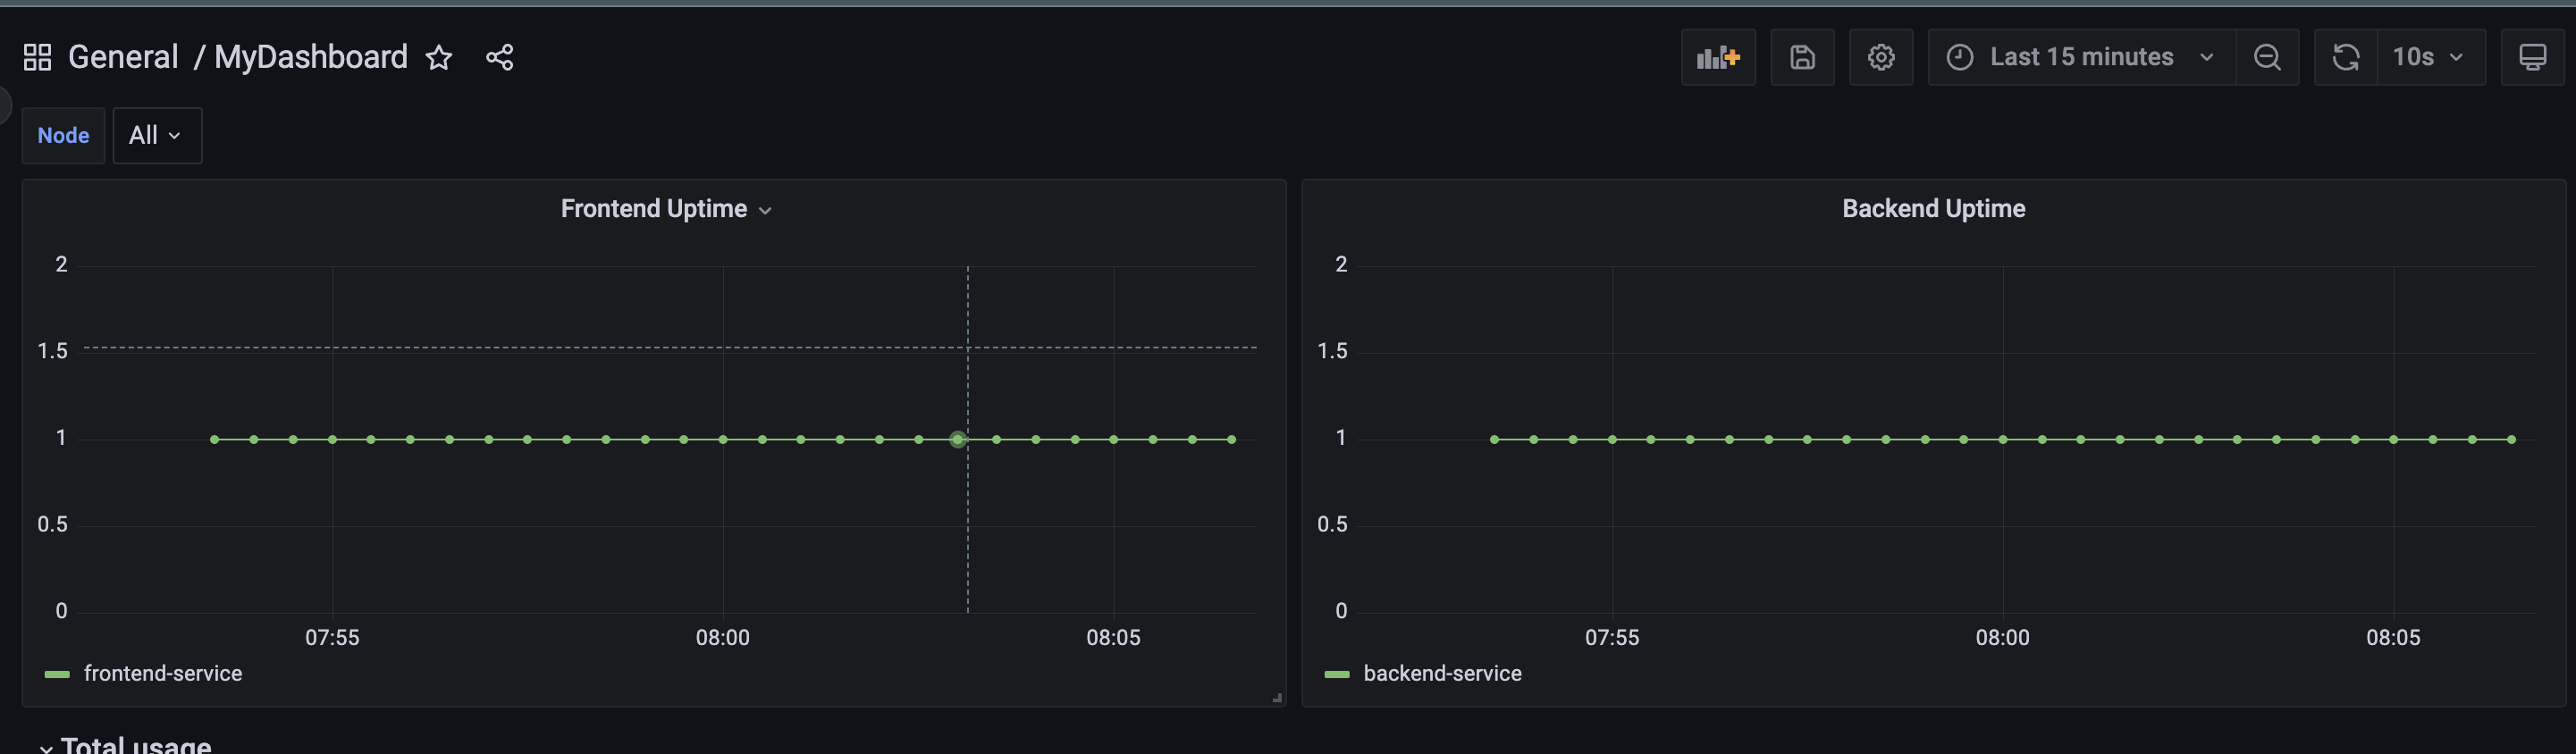 General / MyDashboard
Last 15 minutes
10s
Node
All
Frontend Uptime
2
1.5
1
0.5
0
07:55
08:00
08:05
frontend-service
Backend Uptime
2
1.5
1
0.5
0
07:55
08:00
08:05
backend-service
Total usage